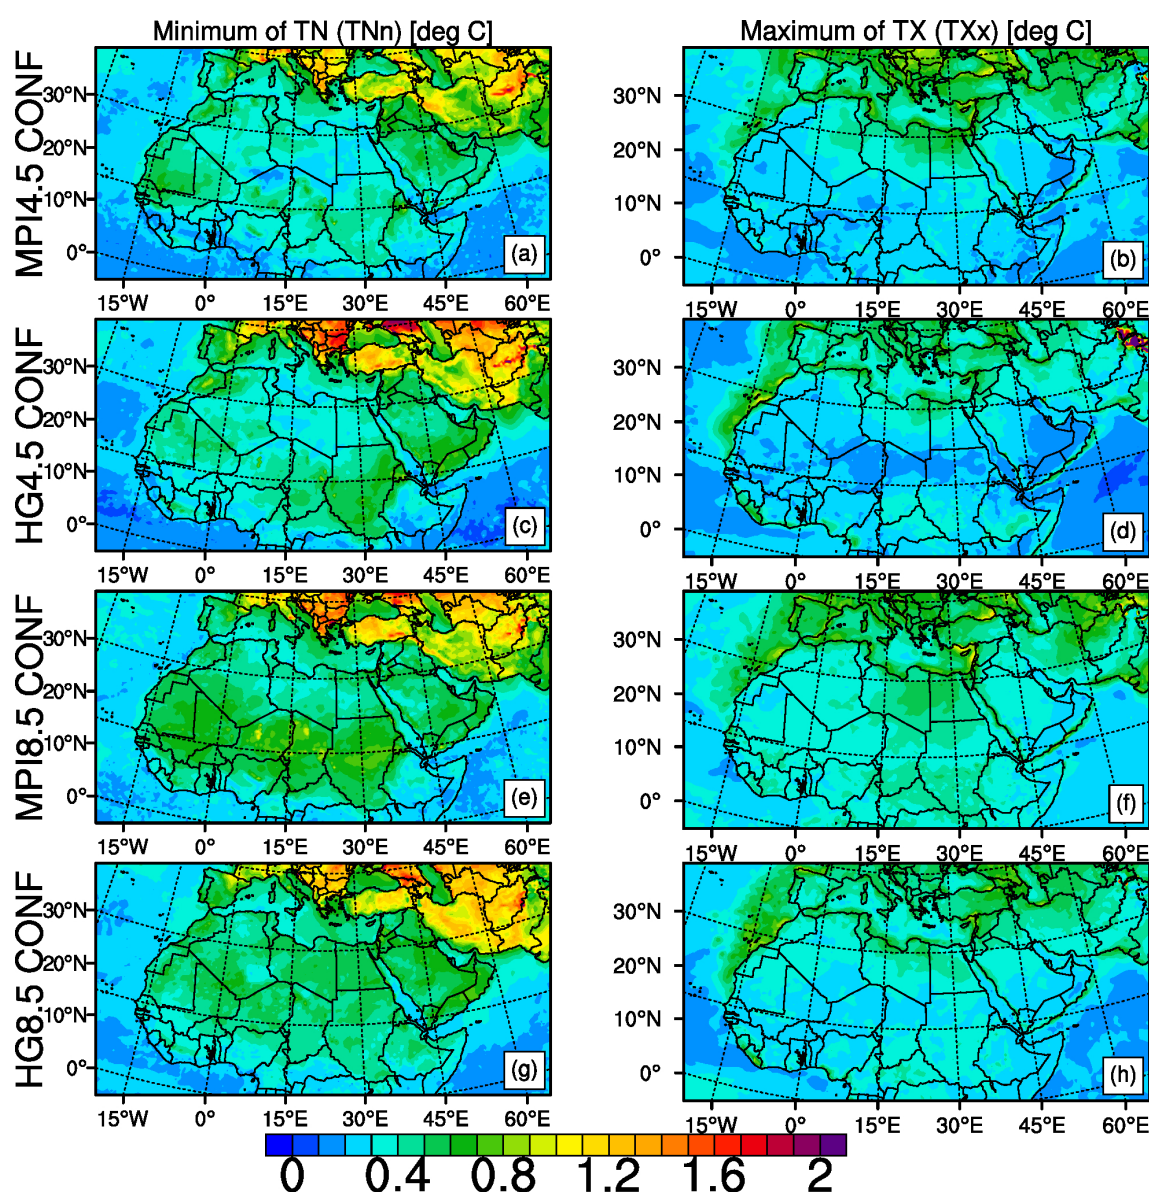 Minimum of TN (TNn) [deg C]
Maximum of TX (TXx) [deg C]
MPI4.5 CONF
30°N
20°N
10°N
0°
(a)
15°W 0° 15°E 30°E 45°E 60°E
30°N
20°N
10°N
0°
(b)
15°W 0° 15°E 30°E 45°E 60°E
HG4.5 CONF
30°N
20°N
10°N
0°
(c)
15°W 0° 15°E 30°E 45°E 60°E
30°N
20°N
10°N
0°
(d)
15°W 0° 15°E 30°E 45°E 60°E
MPI8.5 CONF
30°N
20°N
10°N
0°
(e)
15°W 0° 15°E 30°E 45°E 60°E
30°N
20°N
10°N
0°
(f)
15°W 0° 15°E 30°E 45°E 60°E
HG8.5 CONF
30°N
20°N
10°N
0°
(g)
15°W 0° 15°E 30°E 45°E 60°E
30°N
20°N
10°N
0°
(h)
15°W 0° 15°E 30°E 45°E 60°E
0 0.4 0.8 1.2 1.6 2